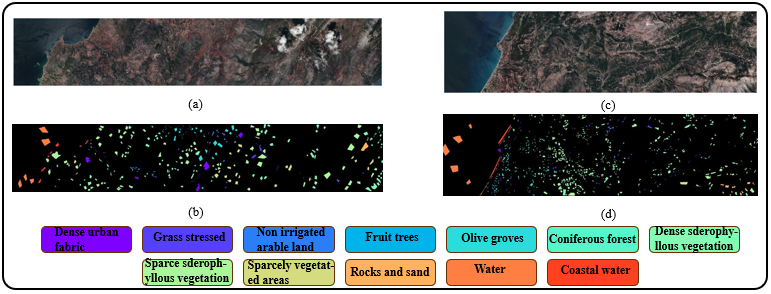 (a)
(c)
(b)
(d)
Dense urban
fabric
Grass stressed
Non irrigated
arable land
Fruit trees
Olive groves
Coniferous forest
Dense sderophy-
llous vegetation
Sparce sderoph-
yllous vegetation
Sparcely vegetat-
ed areas
Rocks and sand
Water
Coastal water